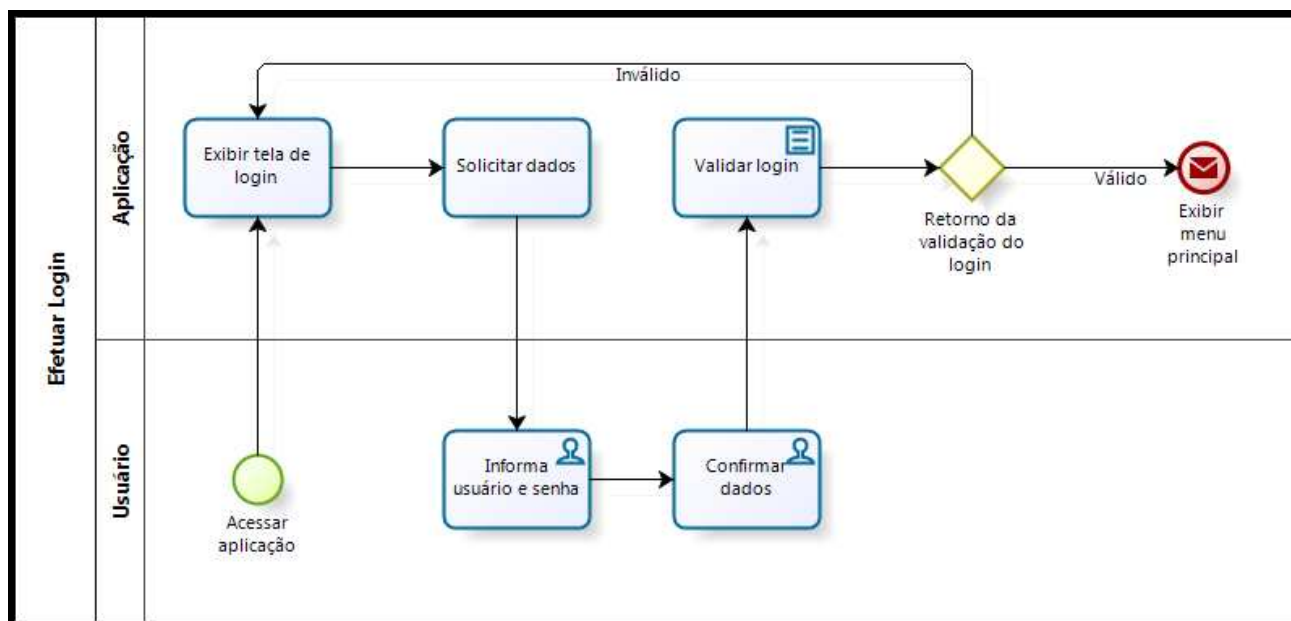 Efetuar Login
Aplicação
Inválido
Exibir tela de
login
Solicitar dados
Validar login
Retorno da
validação do
login
Válido
Exibir
menu
principal
Usuário
Acessar
aplicação
Informa
usuário e senha
Confirmar
dados